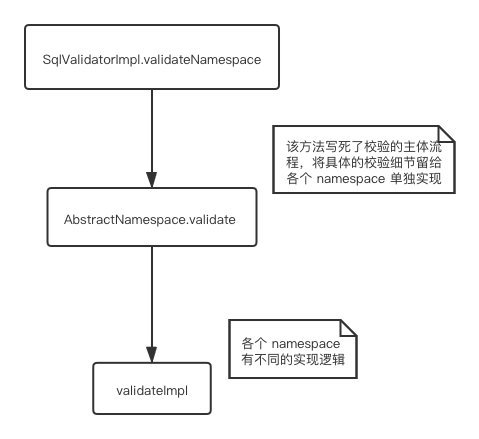 SqlValidatorImpl.validateNamespace
该方法写死了校验的主体流
程，将具体的校验细节留给
各个 namespace 单独实现
AbstractNamespace.validate
各个 namespace
有不同的实现逻辑
validateImpl